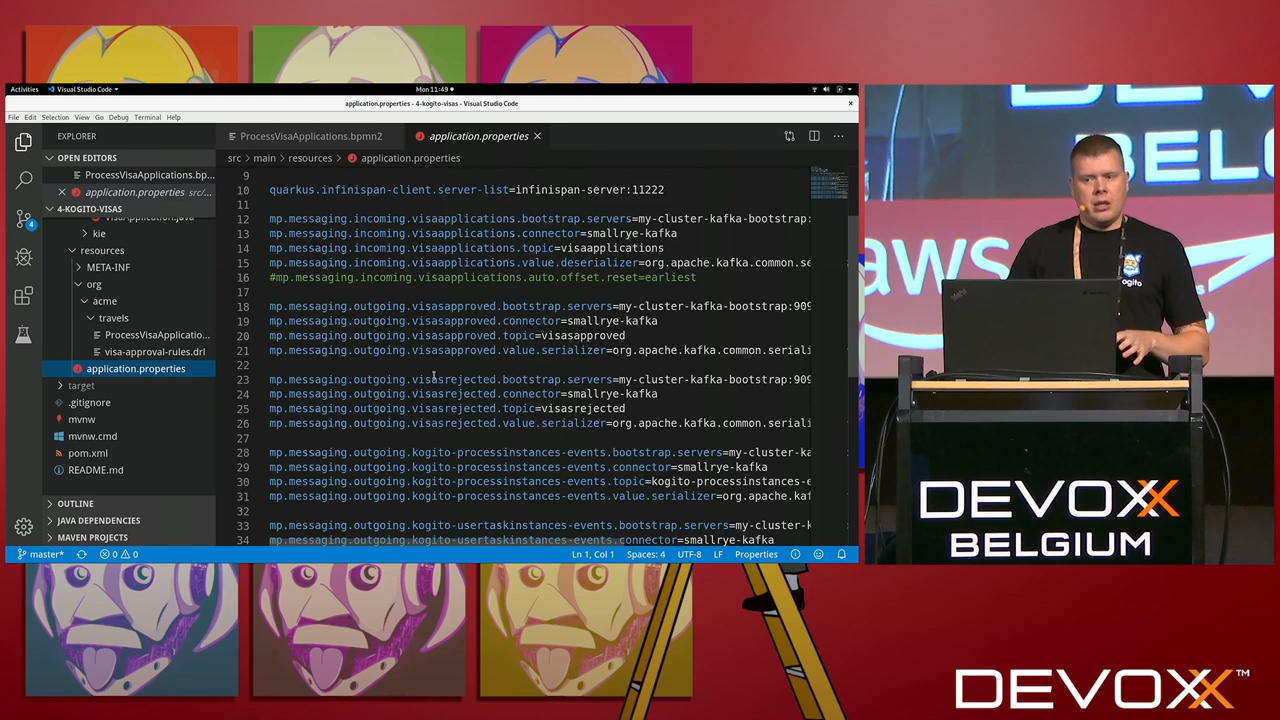 Activities
Visual Studio Code
Mon 11:49
application.properties - 4-kogito-visas - Visual Studio Code
File Edit Selection View Go Debug Terminal Help
EXPLORER
OPEN EDITORS
ProcessVisaApplications.bp...
application.properties src/...
4-KOGITO-VISAS
VisaApplication.java
kie
resources
META-INF
org
acme
travels
ProcessVisaApplicatio...
visa-approval-rules.drl
application.properties
target
.gitignore
mvnw
mvnw.cmd
pom.xml
README.md
OUTLINE
JAVA DEPENDENCIES
MAVEN PROJECTS
4
ProcessVisaApplications.bpmn2
application.properties
src > main > resources > application.properties
9
10 quarkus.infinispan-client.server-list=infinispan-server:11222
11
12 mp.messaging.incoming.visaapplications.bootstrap.servers=my-cluster-kafka-bootstrap:
13 mp.messaging.incoming.visaapplications.connector=smallrye-kafka
14 mp.messaging.incoming.visaapplications.topic=visaapplications
15 mp.messaging.incoming.visaapplications.value.deserializer=org.apache.kafka.common.se
16 #mp.messaging.incoming.visaapplications.auto.offset.reset=earliest
17
18 mp.messaging.outgoing.visasapproved.bootstrap.servers=my-cluster-kafka-bootstrap:909
19 mp.messaging.outgoing.visasapproved.connector=smallrye-kafka
20 mp.messaging.outgoing.visasapproved.topic=visasapproved
21 mp.messaging.outgoing.visasapproved.value.serializer=org.apache.kafka.common.seriali
22
23 mp.messaging.outgoing.visasrejected.bootstrap.servers=my-cluster-kafka-bootstrap:909
24 mp.messaging.outgoing.visasrejected.connector=smallrye-kafka
25 mp.messaging.outgoing.visasrejected.topic=visasrejected
26 mp.messaging.outgoing.visasrejected.value.serializer=org.apache.kafka.common.seriali
27
28 mp.messaging.outgoing.kogito-processinstances-events.bootstrap.servers=my-cluster-ka
29 mp.messaging.outgoing.kogito-processinstances-events.connector=smallrye-kafka
30 mp.messaging.outgoing.kogito-processinstances-events.topic=kogito-processinstances-e
31 mp.messaging.outgoing.kogito-processinstances-events.value.serializer=org.apache.kaf
32
33 mp.messaging.outgoing.kogito-usertaskinstances-events.bootstrap.servers=my-cluster-k
34 mp.messaging.outgoing.kogito-usertaskinstances-events.connector=smallrye-kafka
master*
0
0
Ln 1, Col 1
Spaces: 4
UTF-8
LF
Properties
DEV
BELG
aws
ogito
ThinkPad
DEVOXX
BELGIUM
DEVOXX™